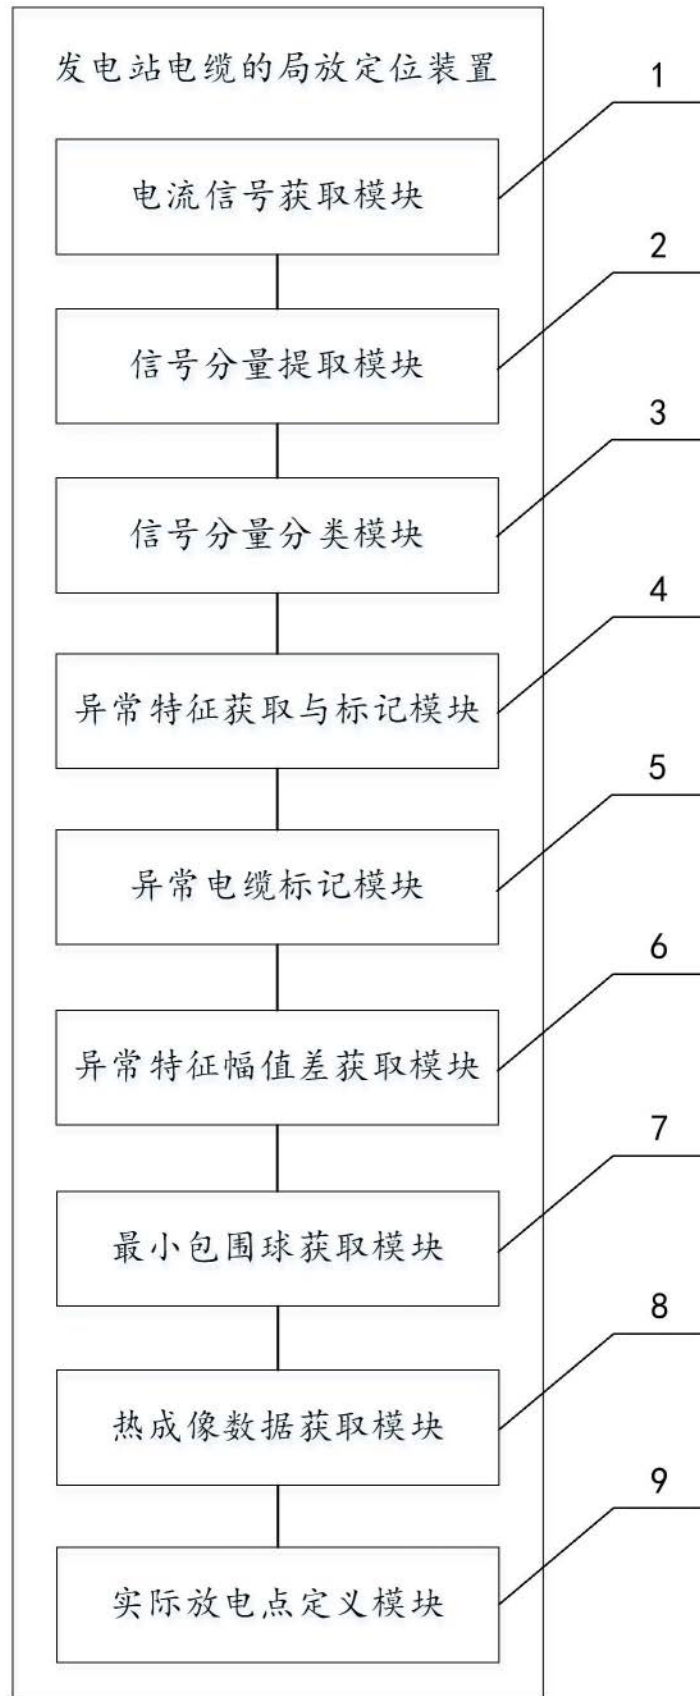 发电站电缆的局放定位装置
1
电流信号获取模块
2
信号分量提取模块
3
信号分量分类模块
4
异常特征获取与标记模块
5
异常电缆标记模块
6
异常特征幅值差获取模块
7
最小包围球获取模块
8
热成像数据获取模块
9
实际放电点定义模块